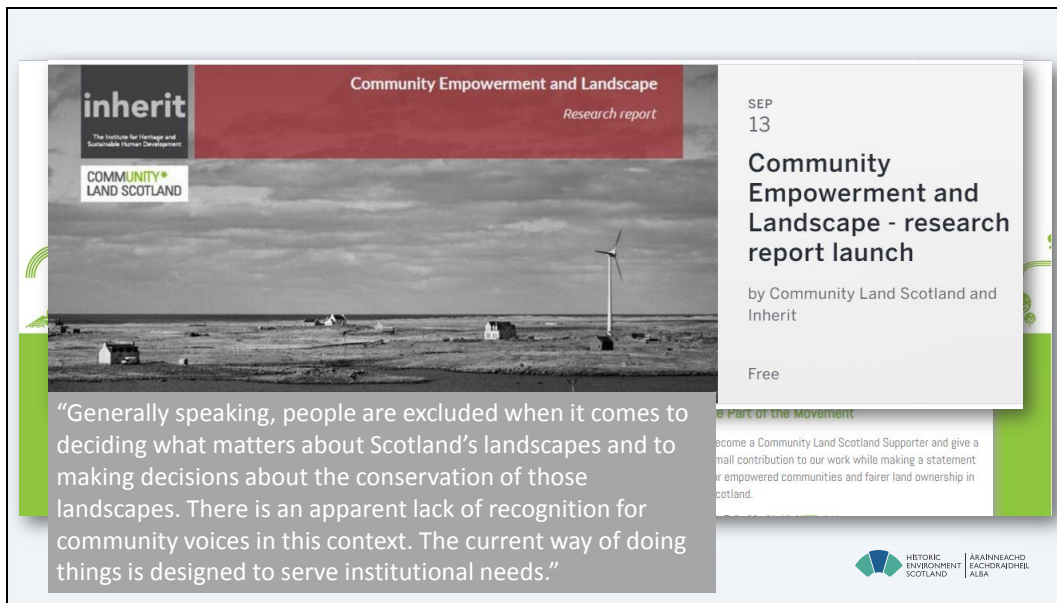 inherit
The Institute for Heritage and
Sustainable Human Development
COMMUNITY*
LAND SCOTLAND
Community Empowerment and Landscape
Research report
SEP
13
Community
Empowerment and
Landscape - research
report launch
by Community Land Scotland and
Inherit
Free
“Generally speaking, people are excluded when it comes to
deciding what matters about Scotland’s landscapes and to
making decisions about the conservation of those
landscapes. There is an apparent lack of recognition for
community voices in this context. The current way of doing
things is designed to serve institutional needs.”
Part of the Movement
ecome a Community Land Scotland Supporter and give a
mall contribution to our work while making a statement
r empowered communities and fairer land ownership in
cotland.
HISTORIC
ENVIRONMENT
SCOTLAND
ÀRAINNEACHD
EACHDRAIDHEIL
ALBA